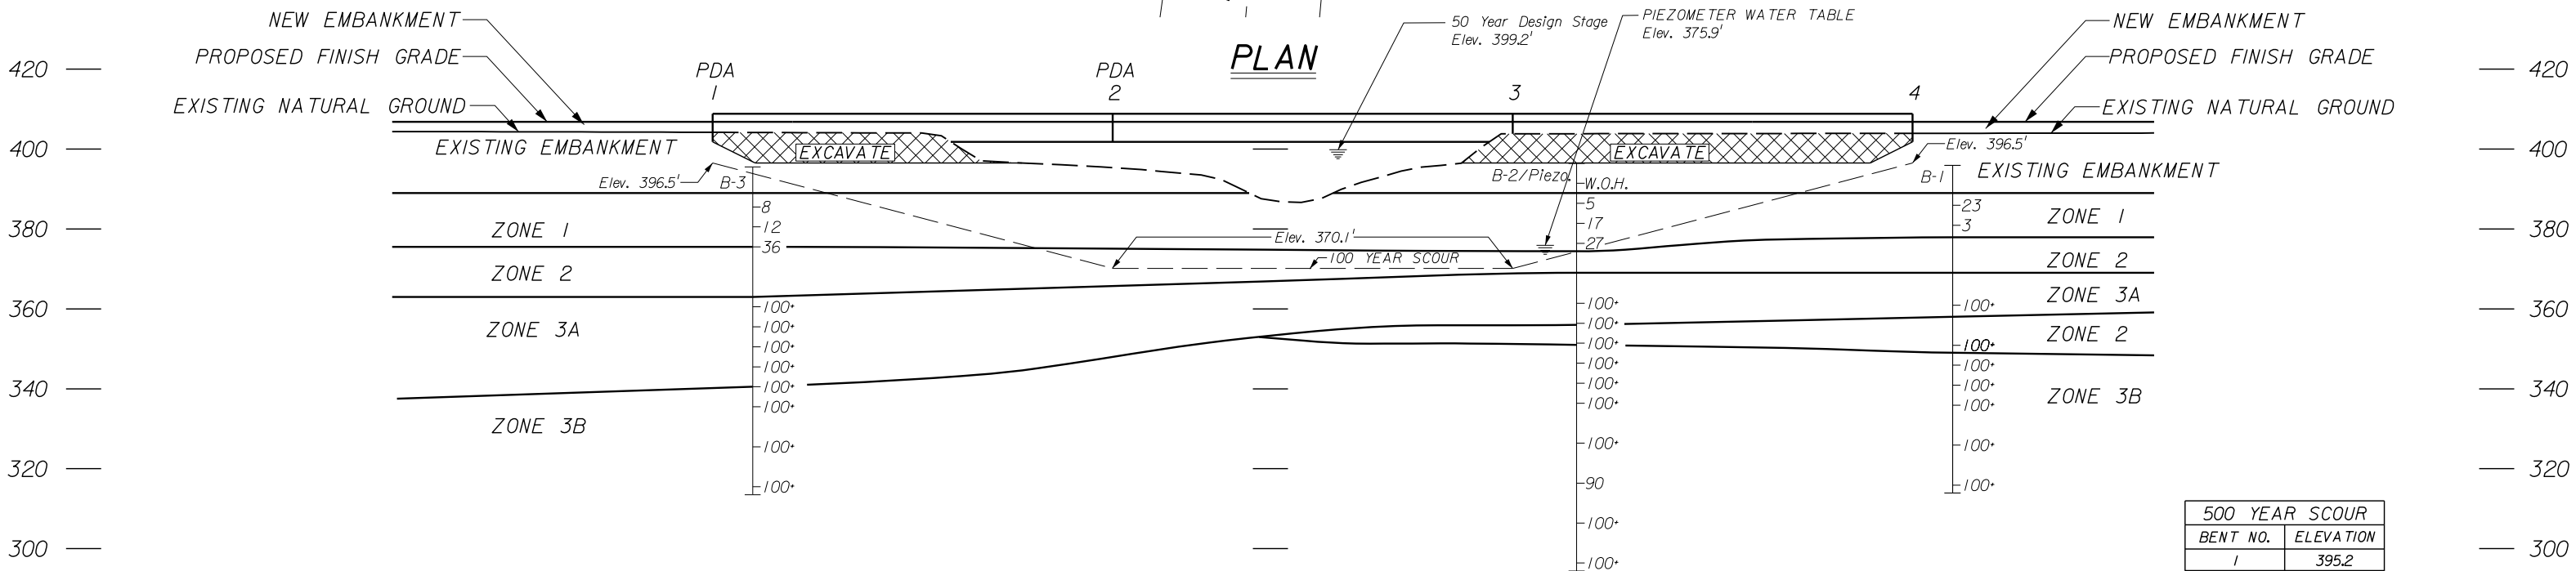 NEW EMBANKMENT
PROPOSED FINISH GRADE
EXISTING NATURAL GROUND
EXISTING EMBANKMENT
PLAN
50 Year Design Stage
Elev. 399.2'
PIEZOMETER WATER TABLE
Elev. 375.9'
NEW EMBANKMENT
PROPOSED FINISH GRADE
EXISTING NATURAL GROUND
EXISTING EMBANKMENT
420
400
380
360
340
320
300
PDA
1
PDA
2
3
4
EXCAVATE
EXCAVATE
Elev. 396.5'
Elev. 396.5'
Elev. 370.1'
100 YEAR SCOUR
ZONE 1
ZONE 2
ZONE 3A
ZONE 3B
B-3
8
12
36
100+
100+
100+
100+
100+
100+
100+
100+
B-2/Piezo.
W.O.H.
5
17
27
100+
100+
100+
100+
100+
100+
100+
90
100+
100+
B-1
23
3
100+
100+
100+
100+
100+
100+
100+
ZONE 1
ZONE 2
ZONE 3A
ZONE 2
ZONE 3B
420
400
380
360
340
320
300
500 YEAR SCOUR
BENT NO. ELEVATION
1 395.2